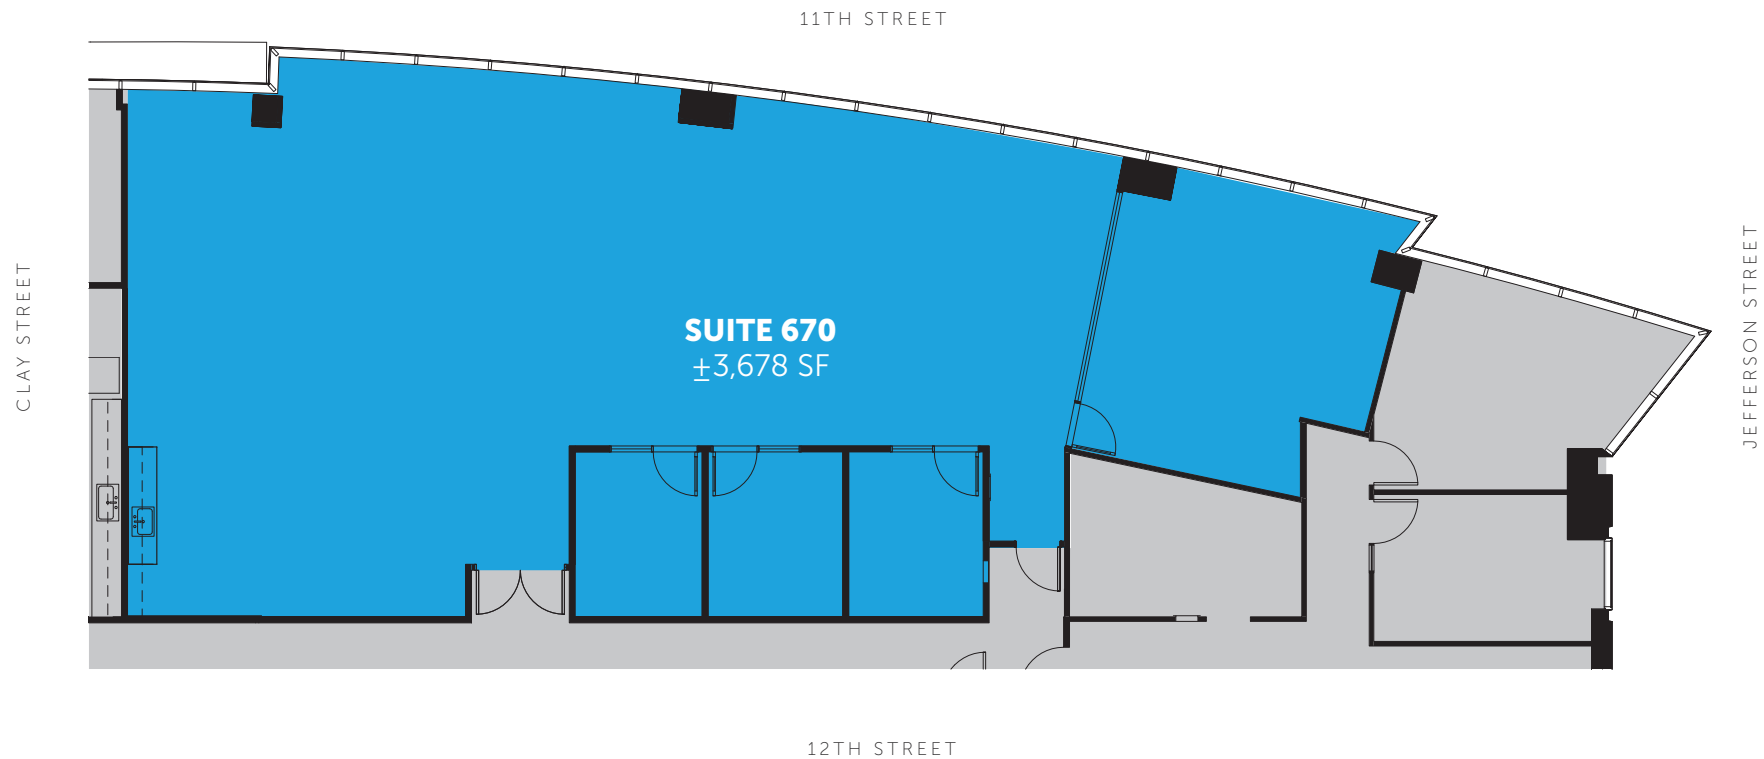 11TH STREET
CLAY STREET
SUITE 670
±3,678 SF
JEFFERSON STREET
12TH STREET